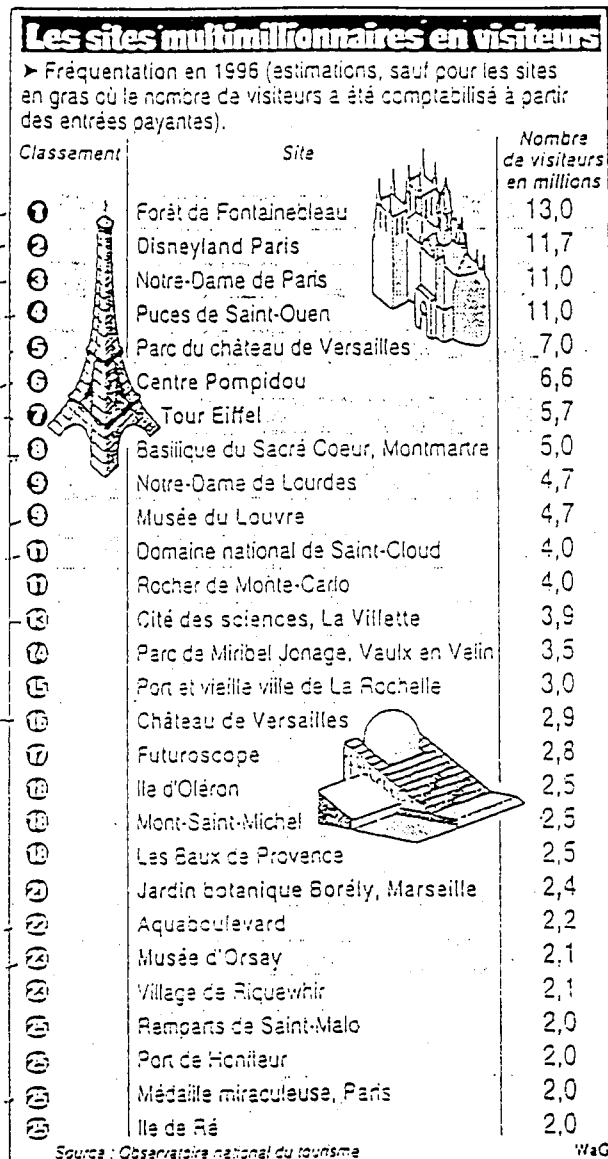 Les sites multimillionnaires en visiteurs
➤ Fréquentation en 1996 (estimations, sauf pour les sites
en gras où le nombre de visiteurs a été comptabilisé à partir
des entrées payantes).
Classement Site Nombre
de visiteurs
en millions
1 Forêt de Fontainebleau 13,0
2 Disneyland Paris 11,7
3 Notre-Dame de Paris 11,0
4 Puces de Saint-Ouen 11,0
5 Parc du château de Versailles 7,0
6 Centre Pompidou 6,6
7 Tour Eiffel 5,7
8 Basilique du Sacré Coeur, Montmartre 5,0
9 Notre-Dame de Lourdes 4,7
9 Musée du Louvre 4,7
11 Domaine national de Saint-Cloud 4,0
11 Rocher de Monte-Carlo 4,0
13 Cité des sciences, La Villette 3,9
14 Parc de Miribel Jonage, Vaulx en Velin 3,5
15 Port et vieille ville de La Rochelle 3,0
16 Château de Versailles 2,9
17 Futuroscope 2,8
18 Ile d'Oléron 2,5
18 Mont-Saint-Michel 2,5
18 Les Baux de Provence 2,5
21 Jardin botanique Borély, Marseille 2,4
22 Aquaboulevard 2,2
23 Musée d'Orsay 2,1
23 Village de Riquewhir 2,1
25 Remparts de Saint-Malo 2,0
25 Port de Honfleur 2,0
25 Médaille miraculeuse, Paris 2,0
25 Ile de Ré 2,0
Source : Observatoire national du tourisme WaG